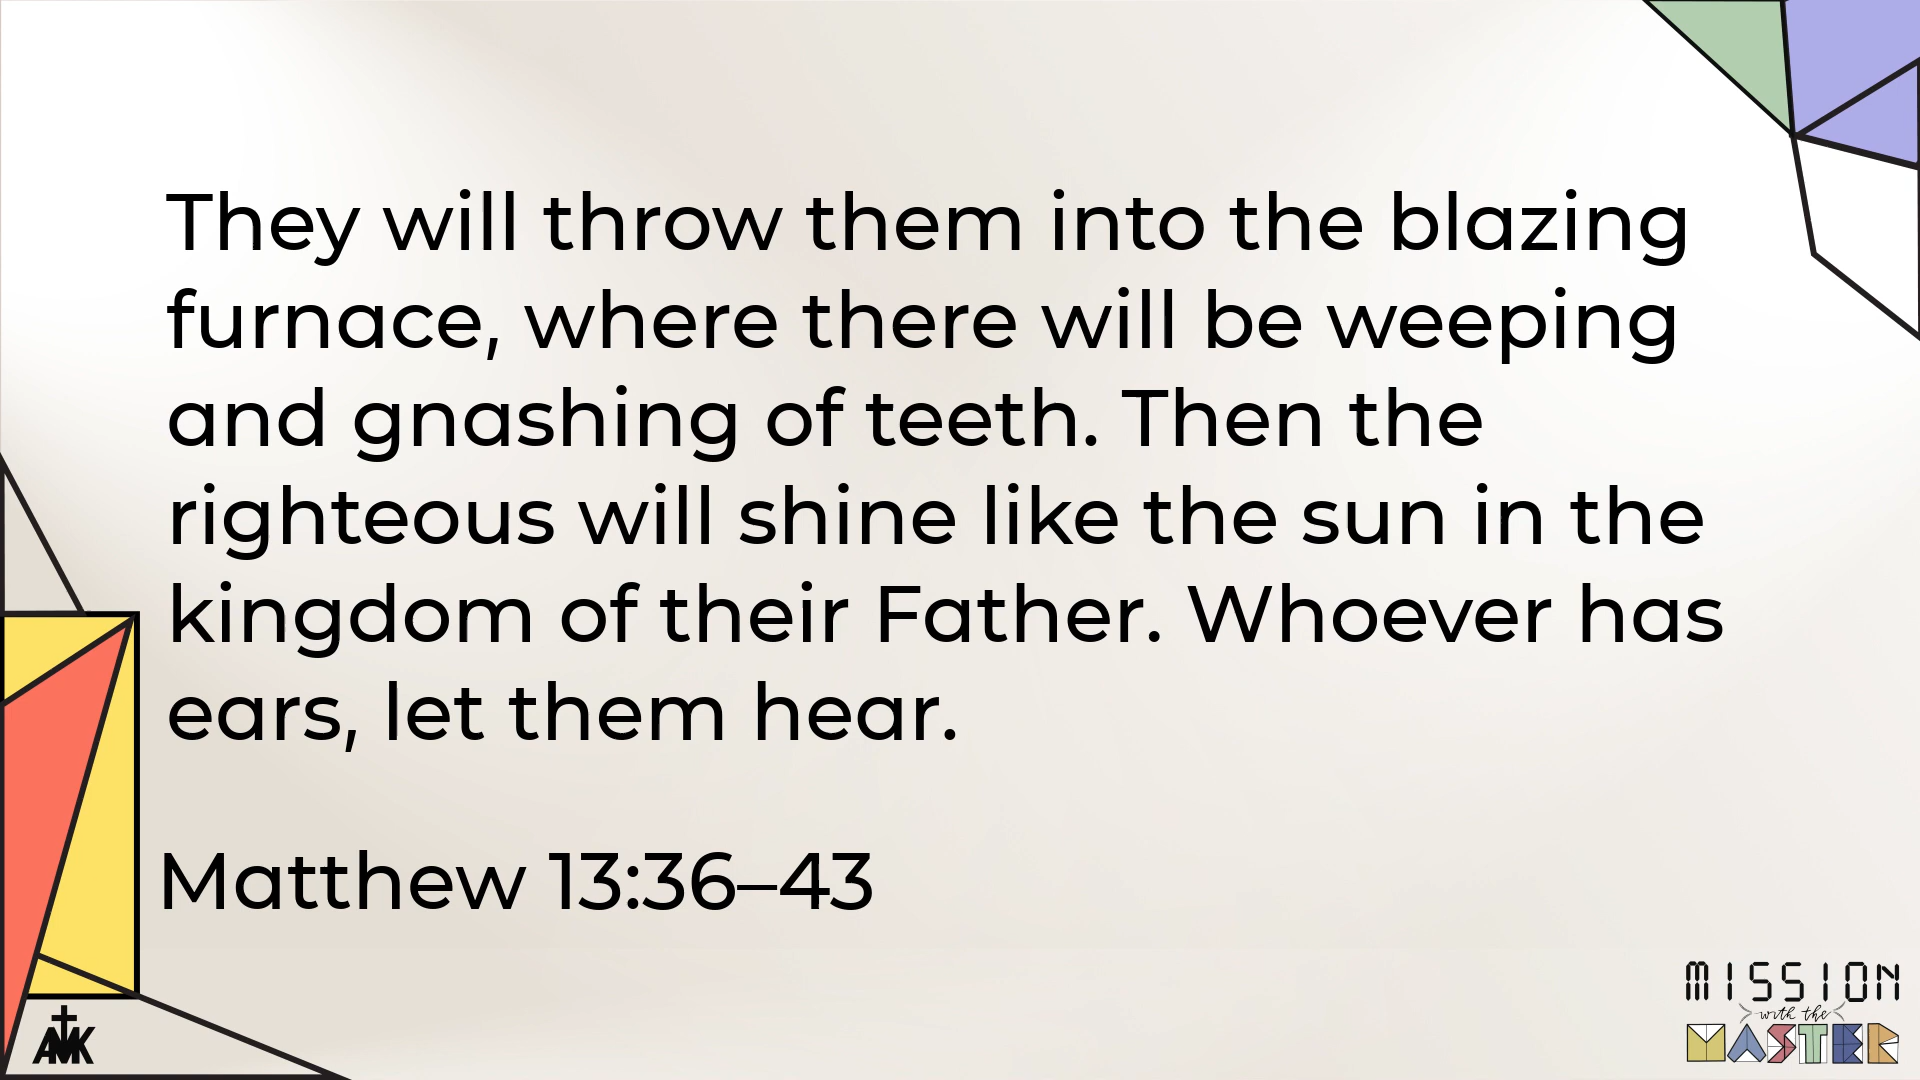 They will throw them into the blazing
furnace, where there will be weeping
and gnashing of teeth. Then the
righteous will shine like the sun in the
kingdom of their Father. Whoever has
ears, let them hear.
Matthew 13:36–43
AMK
MISSION
with the
MASTER